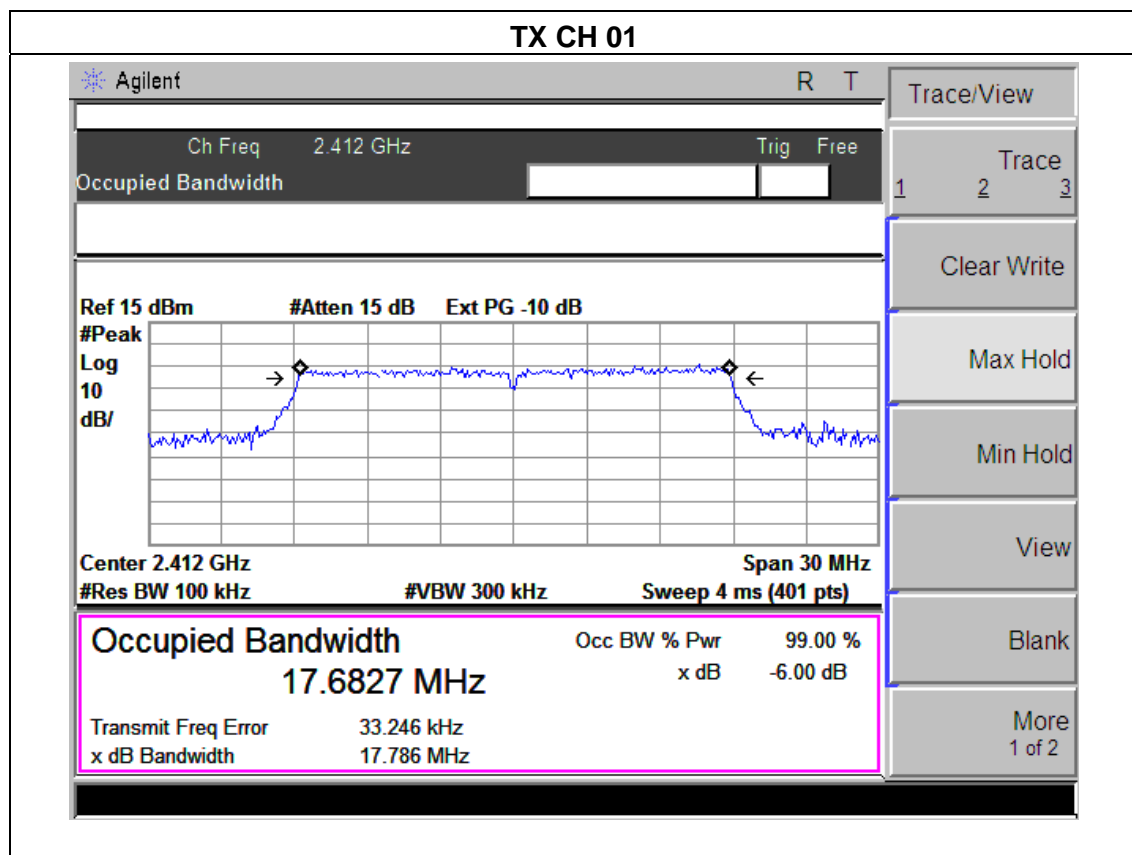 TX CH 01
Agilent R T
Trace/View
Ch Freq 2.412 GHz Trig Free
Occupied Bandwidth
Trace
1 2 3
Clear Write
Ref 15 dBm #Atten 15 dB Ext PG -10 dB
#Peak
Log
10
dB/
Max Hold
Min Hold
View
Center 2.412 GHz Span 30 MHz
#Res BW 100 kHz #VBW 300 kHz Sweep 4 ms (401 pts)
Occupied Bandwidth Occ BW % Pwr 99.00 %
17.6827 MHz x dB -6.00 dB
Blank
Transmit Freq Error 33.246 kHz
x dB Bandwidth 17.786 MHz
More
1 of 2